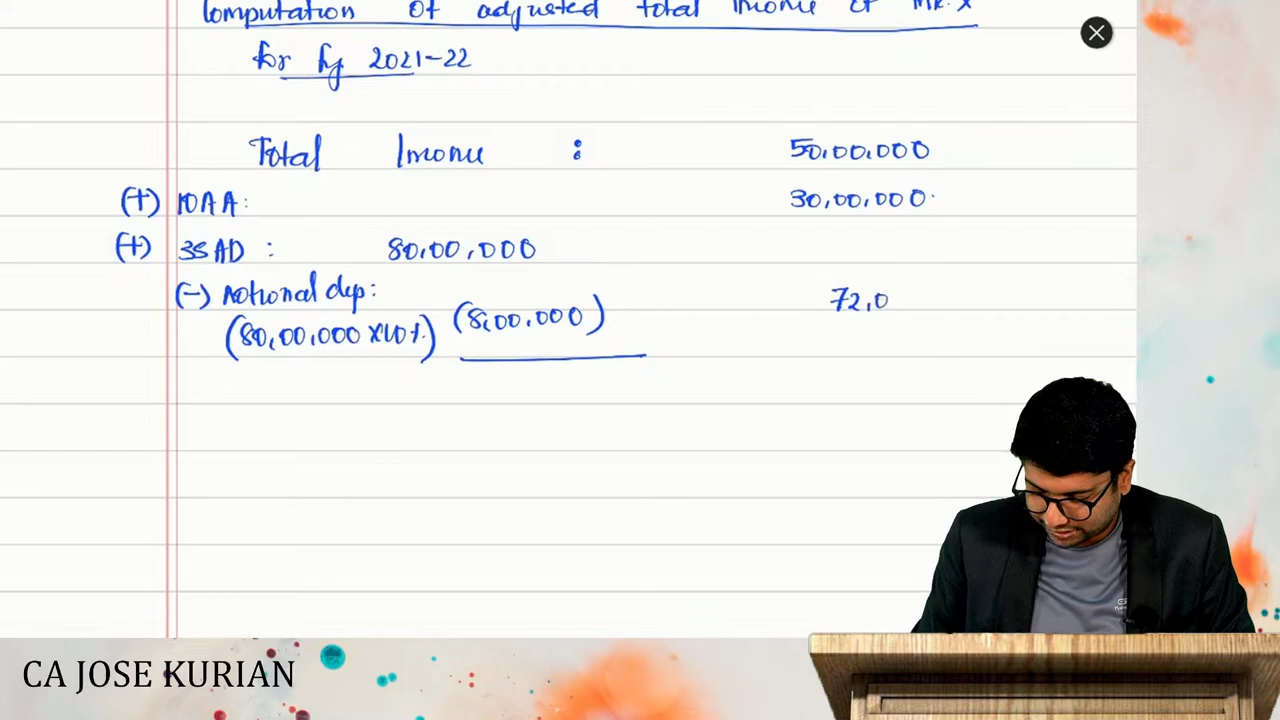 Computation of adjusted total Income of Mr. X
for fy 2021-22
Total Income : 50,00,000
(+) 10AA: 30,00,000
(+) 35AD : 80,00,000
(-) Notional dep:
(80,00,000 x 10%) (8,00,000) 72,0
CA JOSE KURIAN